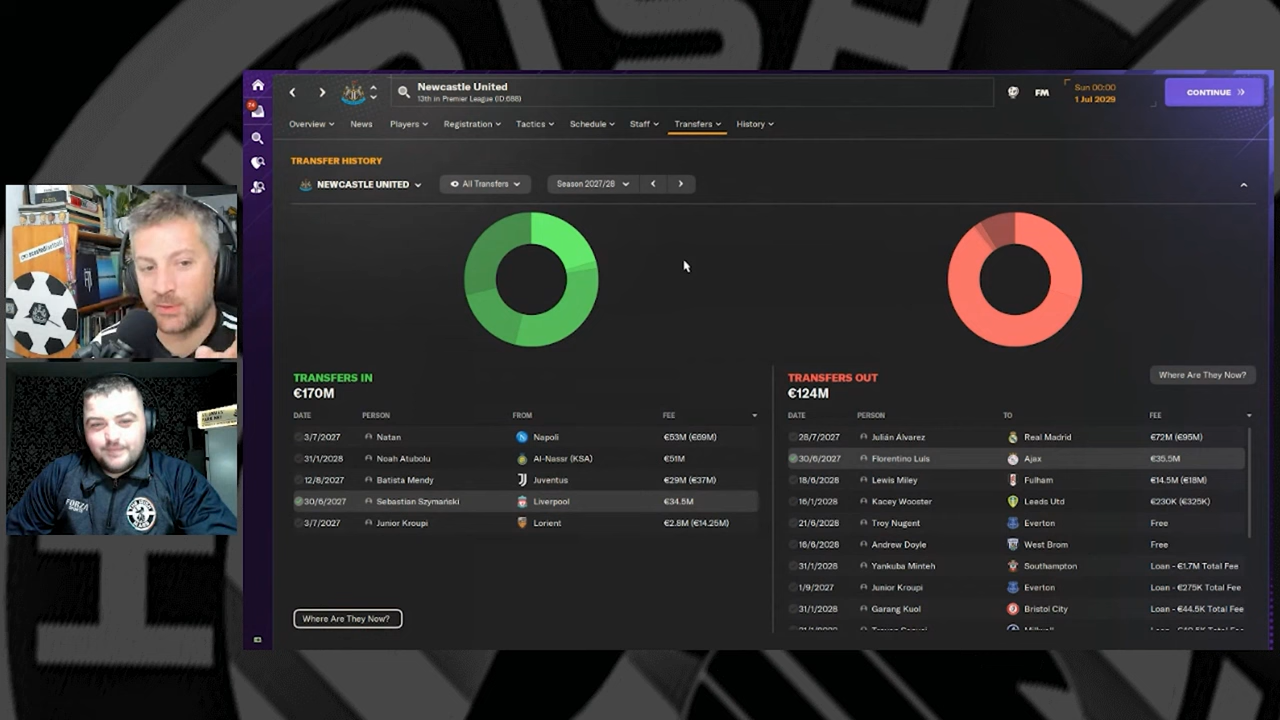 Newcastle United
13th in Premier League (ID:688)
FM
Sun 00:00
1 Jul 2029
CONTINUE
Overview
News
Players
Registration
Tactics
Schedule
Staff
Transfers
History
TRANSFER HISTORY
NEWCASTLE UNITED
All Transfers
Season 2027/28
TRANSFERS IN
€170M
DATE PERSON FROM FEE
3/7/2027 Natan Napoli €53M (€69M)
31/1/2028 Noah Atubolu Al-Nassr (KSA) €51M
12/8/2027 Batista Mendy Juventus €29M (€37M)
30/6/2027 Sebastian Szymański Liverpool €34.5M
3/7/2027 Junior Kroupi Lorient €2.8M (€14.25M)
Where Are They Now?
TRANSFERS OUT
€124M
Where Are They Now?
DATE PERSON TO FEE
28/7/2027 Julián Álvarez Real Madrid €72M (€95M)
30/6/2027 Florentino Luís Ajax €35.5M
18/6/2028 Lewis Miley Fulham €14.5M (€18M)
16/1/2028 Kacey Wooster Leeds Utd €230K (€325K)
21/6/2028 Troy Nugent Everton Free
16/6/2028 Andrew Doyle West Brom Free
31/1/2028 Yankuba Minteh Southampton Loan - €1.7M Total Fee
1/9/2027 Junior Kroupi Everton Loan - €275K Total Fee
31/1/2028 Garang Kuol Bristol City Loan - €44.5K Total Fee
FORZA